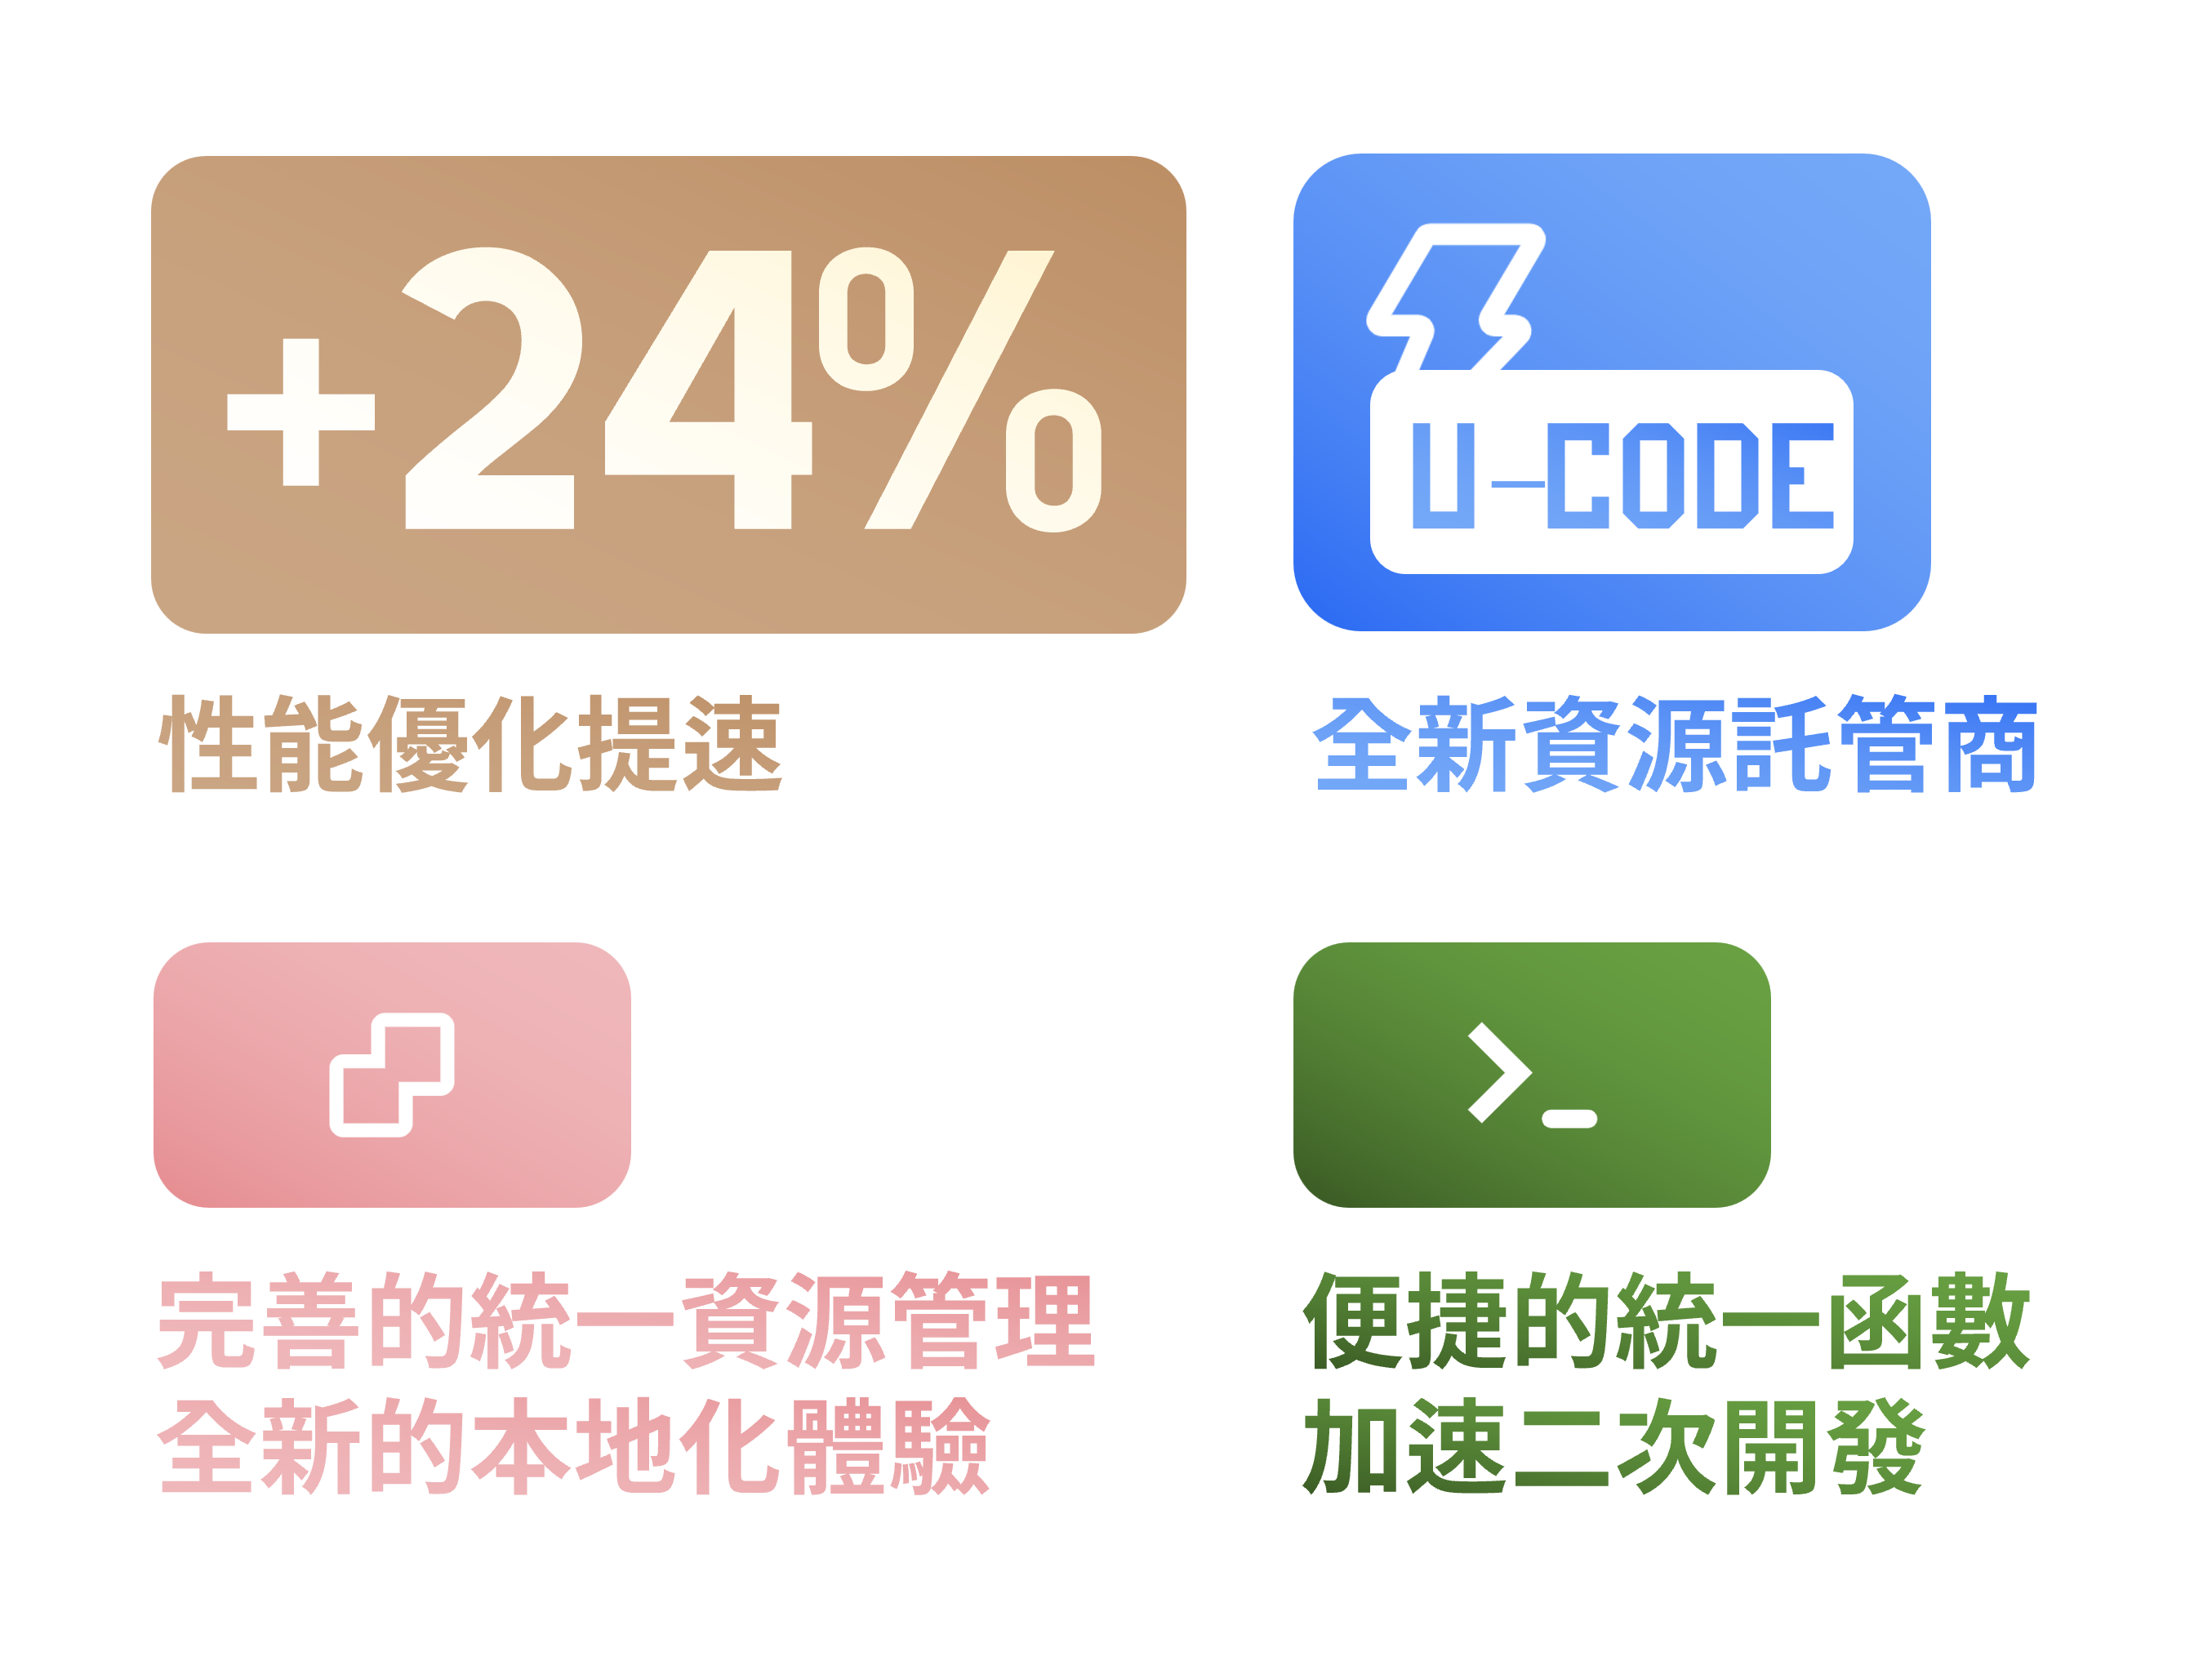 +24%
性能優化提速
U_CODE
全新資源託管商
完善的統一資源管理
全新的本地化體驗
>_
便捷的統一函數
加速二次開發